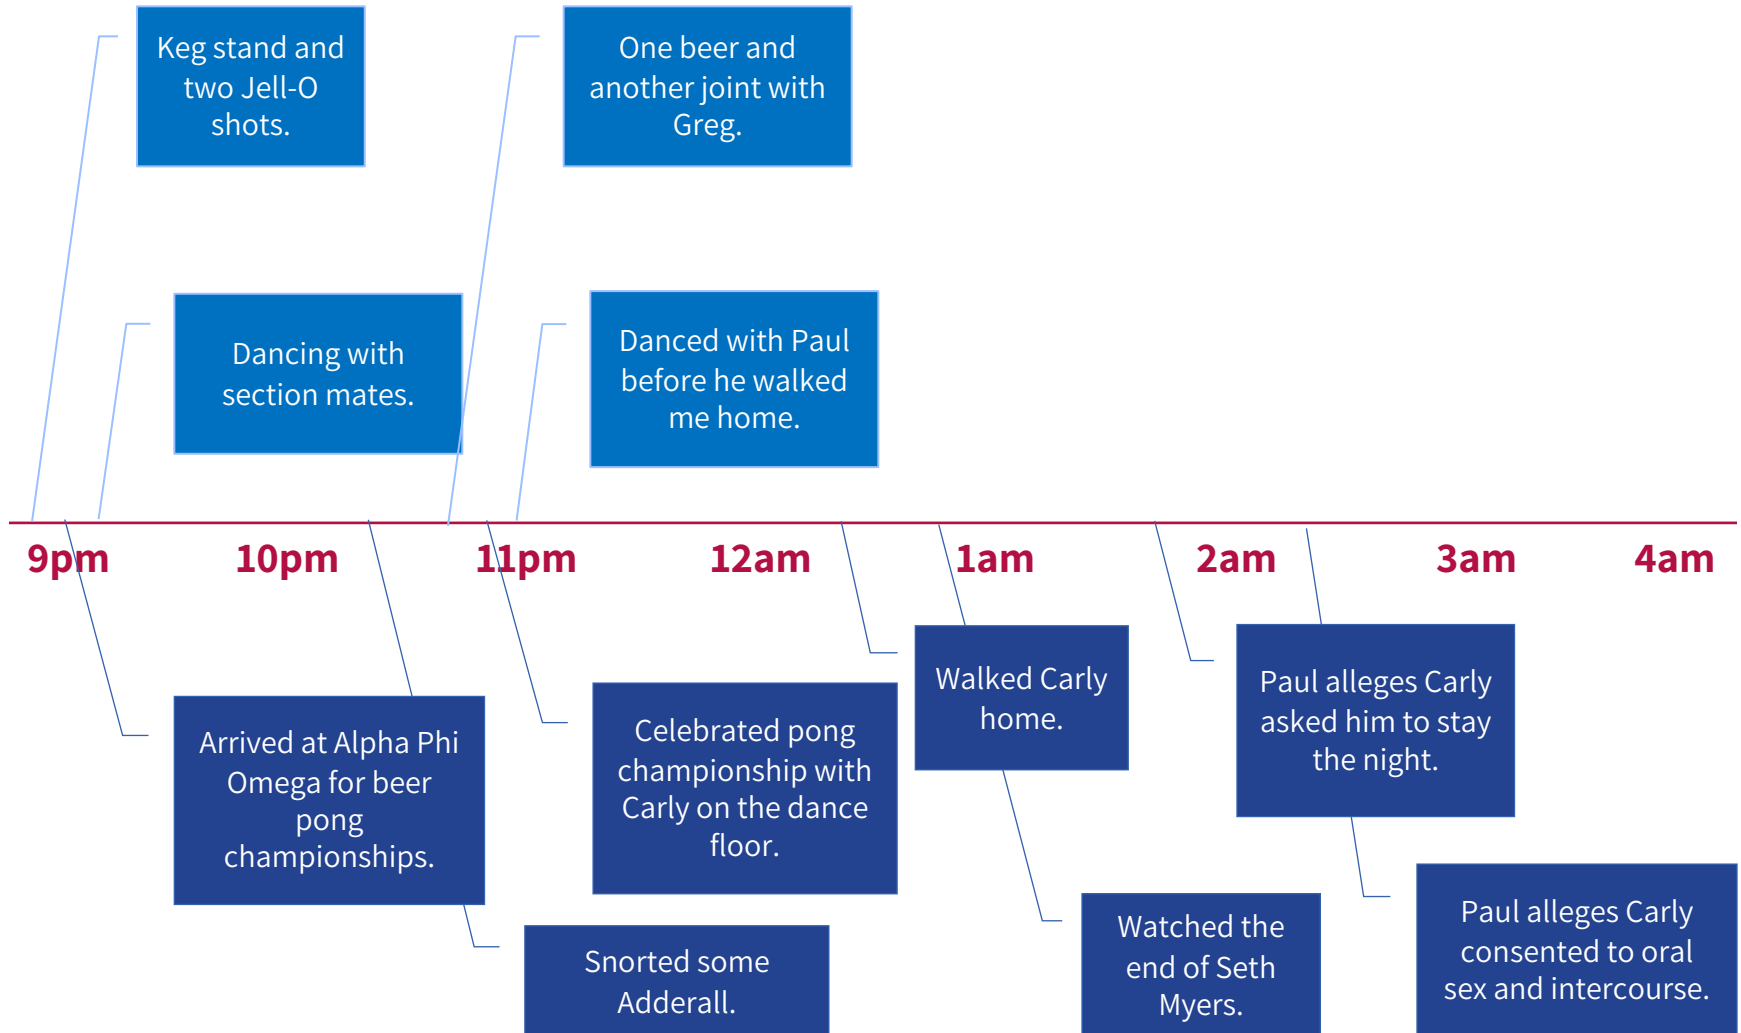 Keg stand and
two Jell-O
shots.
One beer and
another joint with
Greg.
Dancing with
section mates.
Danced with Paul
before he walked
me home.
9pm
10pm
11pm
12am
1am
2am
3am
4am
Arrived at Alpha Phi
Omega for beer
pong
championships.
Celebrated pong
championship with
Carly on the dance
floor.
Walked Carly
home.
Paul alleges Carly
asked him to stay
the night.
Snorted some
Adderall.
Watched the
end of Seth
Myers.
Paul alleges Carly
consented to oral
sex and intercourse.